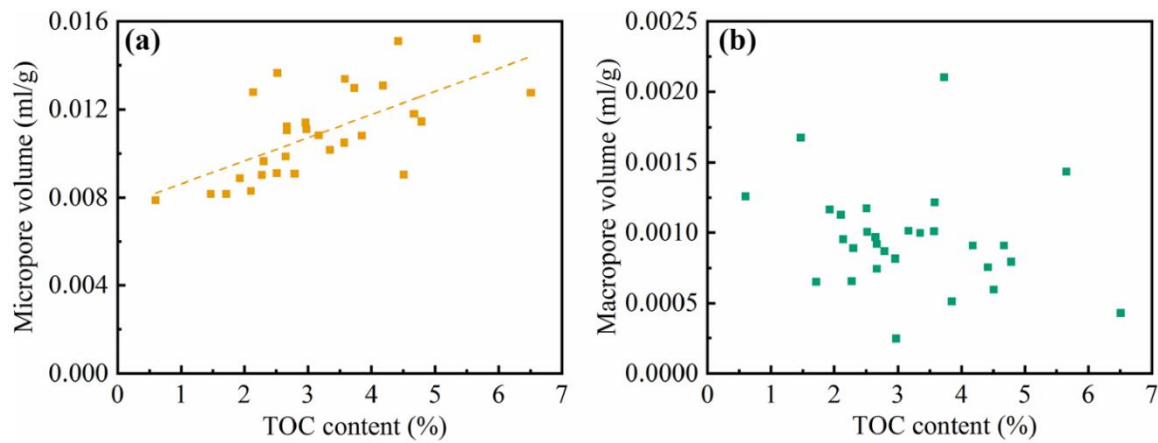 (a)
Micropore volume (ml/g)
0.016
0.012
0.008
0.004
0.000
0 1 2 3 4 5 6 7
TOC content (%)
(b)
Macropore volume (ml/g)
0.0025
0.0020
0.0015
0.0010
0.0005
0.0000
0 1 2 3 4 5 6 7
TOC content (%)